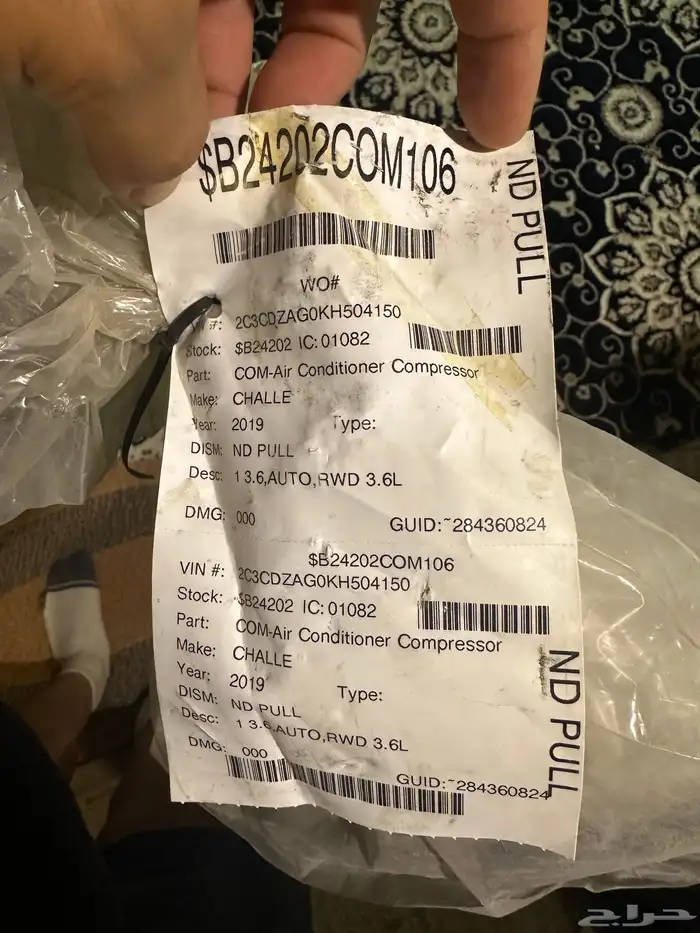 $B24202COM106
ND PULL
WO#
VIN #: 2C3CDZAG0KH504150
Stock: $B24202 IC: 01082
Part: COM-Air Conditioner Compressor
Make: CHALLE
Year: 2019 Type:
DISM: ND PULL
Desc: 1 3.6,AUTO,RWD 3.6L
DMG: 000 GUID:~284360824
$B24202COM106
VIN #: 2C3CDZAG0KH504150
Stock: $B24202 IC: 01082
Part: COM-Air Conditioner Compressor
Make: CHALLE
Year: 2019 Type:
DISM: ND PULL
Desc: 1 3.6,AUTO,RWD 3.6L
DMG: 000
GUID:~284360824
ND PULL
حراج